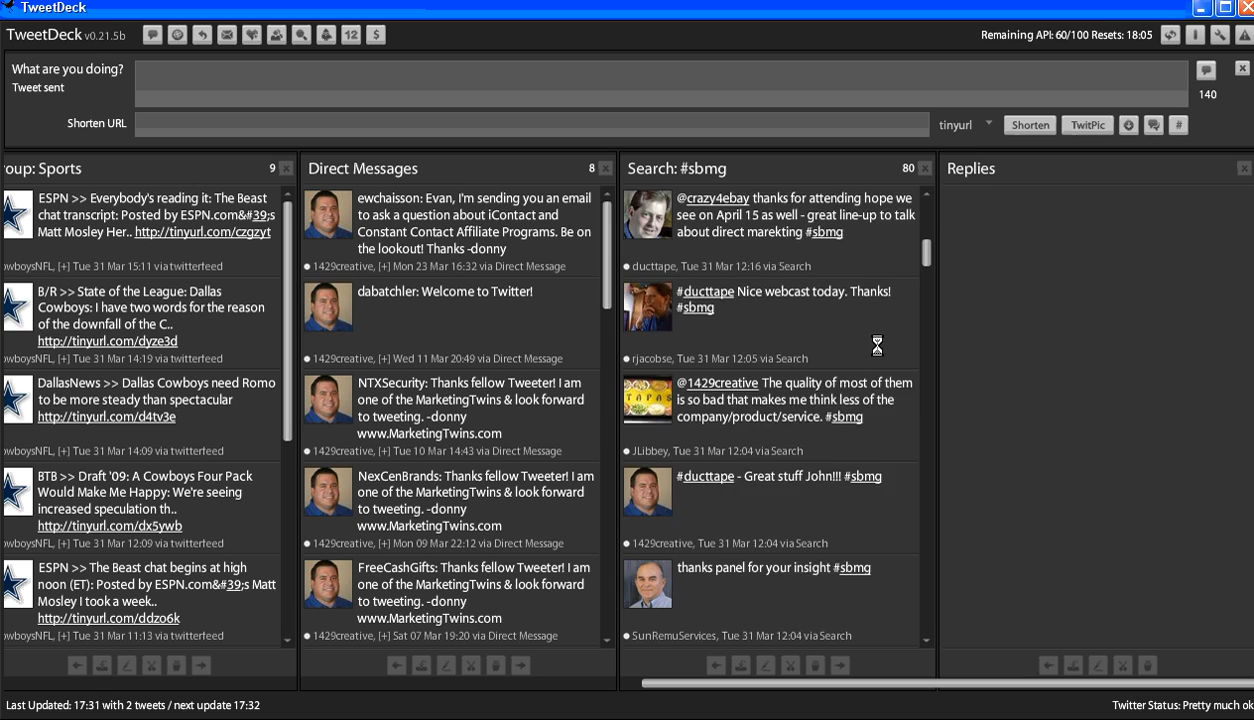 TweetDeck
TweetDeck v0.21.5b
12
$
Remaining API: 60/100 Resets: 18:05
What are you doing?
Tweet sent
140
Shorten URL
tinyurl
Shorten
TwitPic
#
roup: Sports
9
ESPN >> Everybody's reading it: The Beast
chat transcript: Posted by ESPN.com&#39;s
Matt Mosley Her.. http://tinyurl.com/czgzyt
owboysNFL, [+] Tue 31 Mar 15:11 via twitterfeed
B/R >> State of the League: Dallas
Cowboys: I have two words for the reason
of the downfall of the C..
http://tinyurl.com/dyze3d
owboysNFL, [+] Tue 31 Mar 14:19 via twitterfeed
DallasNews >> Dallas Cowboys need Romo
to be more steady than spectacular
http://tinyurl.com/d4tv3e
owboysNFL, [+] Tue 31 Mar 14:09 via twitterfeed
BTB >> Draft '09: A Cowboys Four Pack
Would Make Me Happy: We're seeing
increased speculation th..
http://tinyurl.com/dx5ywb
owboysNFL, [+] Tue 31 Mar 12:09 via twitterfeed
ESPN >> The Beast chat begins at high
noon (ET): Posted by ESPN.com&#39;s Matt
Mosley I took a week..
http://tinyurl.com/ddzo6k
owboysNFL, [+] Tue 31 Mar 11:13 via twitterfeed
Direct Messages
8
ewchaisson: Evan, I'm sending you an email
to ask a question about iContact and
Constant Contact Affiliate Programs. Be on
the lookout! Thanks -donny
1429creative, [+] Mon 23 Mar 16:32 via Direct Message
dabatchler: Welcome to Twitter!
1429creative, [+] Wed 11 Mar 20:49 via Direct Message
NTXSecurity: Thanks fellow Tweeter! I am
one of the MarketingTwins & look forward
to tweeting. -donny
www.MarketingTwins.com
1429creative, [+] Tue 10 Mar 14:43 via Direct Message
NexCenBrands: Thanks fellow Tweeter! I am
one of the MarketingTwins & look forward
to tweeting. -donny
www.MarketingTwins.com
1429creative, [+] Mon 09 Mar 22:12 via Direct Message
FreeCashGifts: Thanks fellow Tweeter! I am
one of the MarketingTwins & look forward
to tweeting. -donny
www.MarketingTwins.com
1429creative, [+] Sat 07 Mar 19:20 via Direct Message
Search: #sbmg
80
@crazy4ebay thanks for attending hope we
see on April 15 as well - great line-up to talk
about direct marekting #sbmg
ducttape, Tue 31 Mar 12:16 via Search
#ducttape Nice webcast today. Thanks!
#sbmg
rjacobse, Tue 31 Mar 12:05 via Search
TAPAS
@1429creative The quality of most of them
is so bad that makes me think less of the
company/product/service. #sbmg
JLibbey, Tue 31 Mar 12:04 via Search
#ducttape - Great stuff John!!! #sbmg
1429creative, Tue 31 Mar 12:04 via Search
thanks panel for your insight #sbmg
SunRemuServices, Tue 31 Mar 12:04 via Search
Replies
Last Updated: 17:31 with 2 tweets / next update 17:32
Twitter Status: Pretty much ok